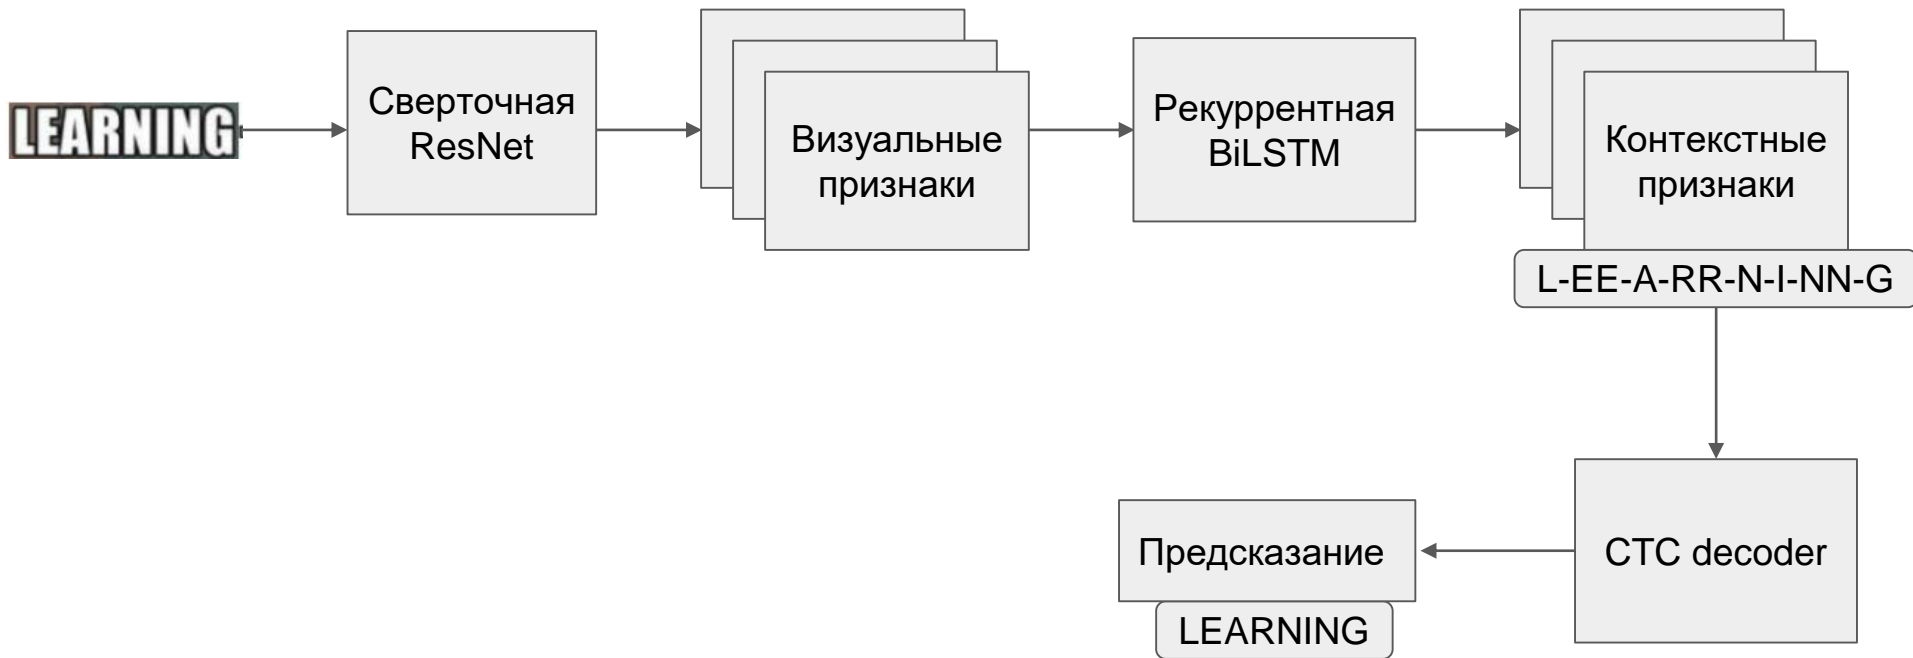 LEARNING
Сверточная
ResNet
Визуальные
признаки
Рекуррентная
BiLSTM
Контекстные
признаки
L-EE-A-RR-N-I-NN-G
CTC decoder
Предсказание
LEARNING